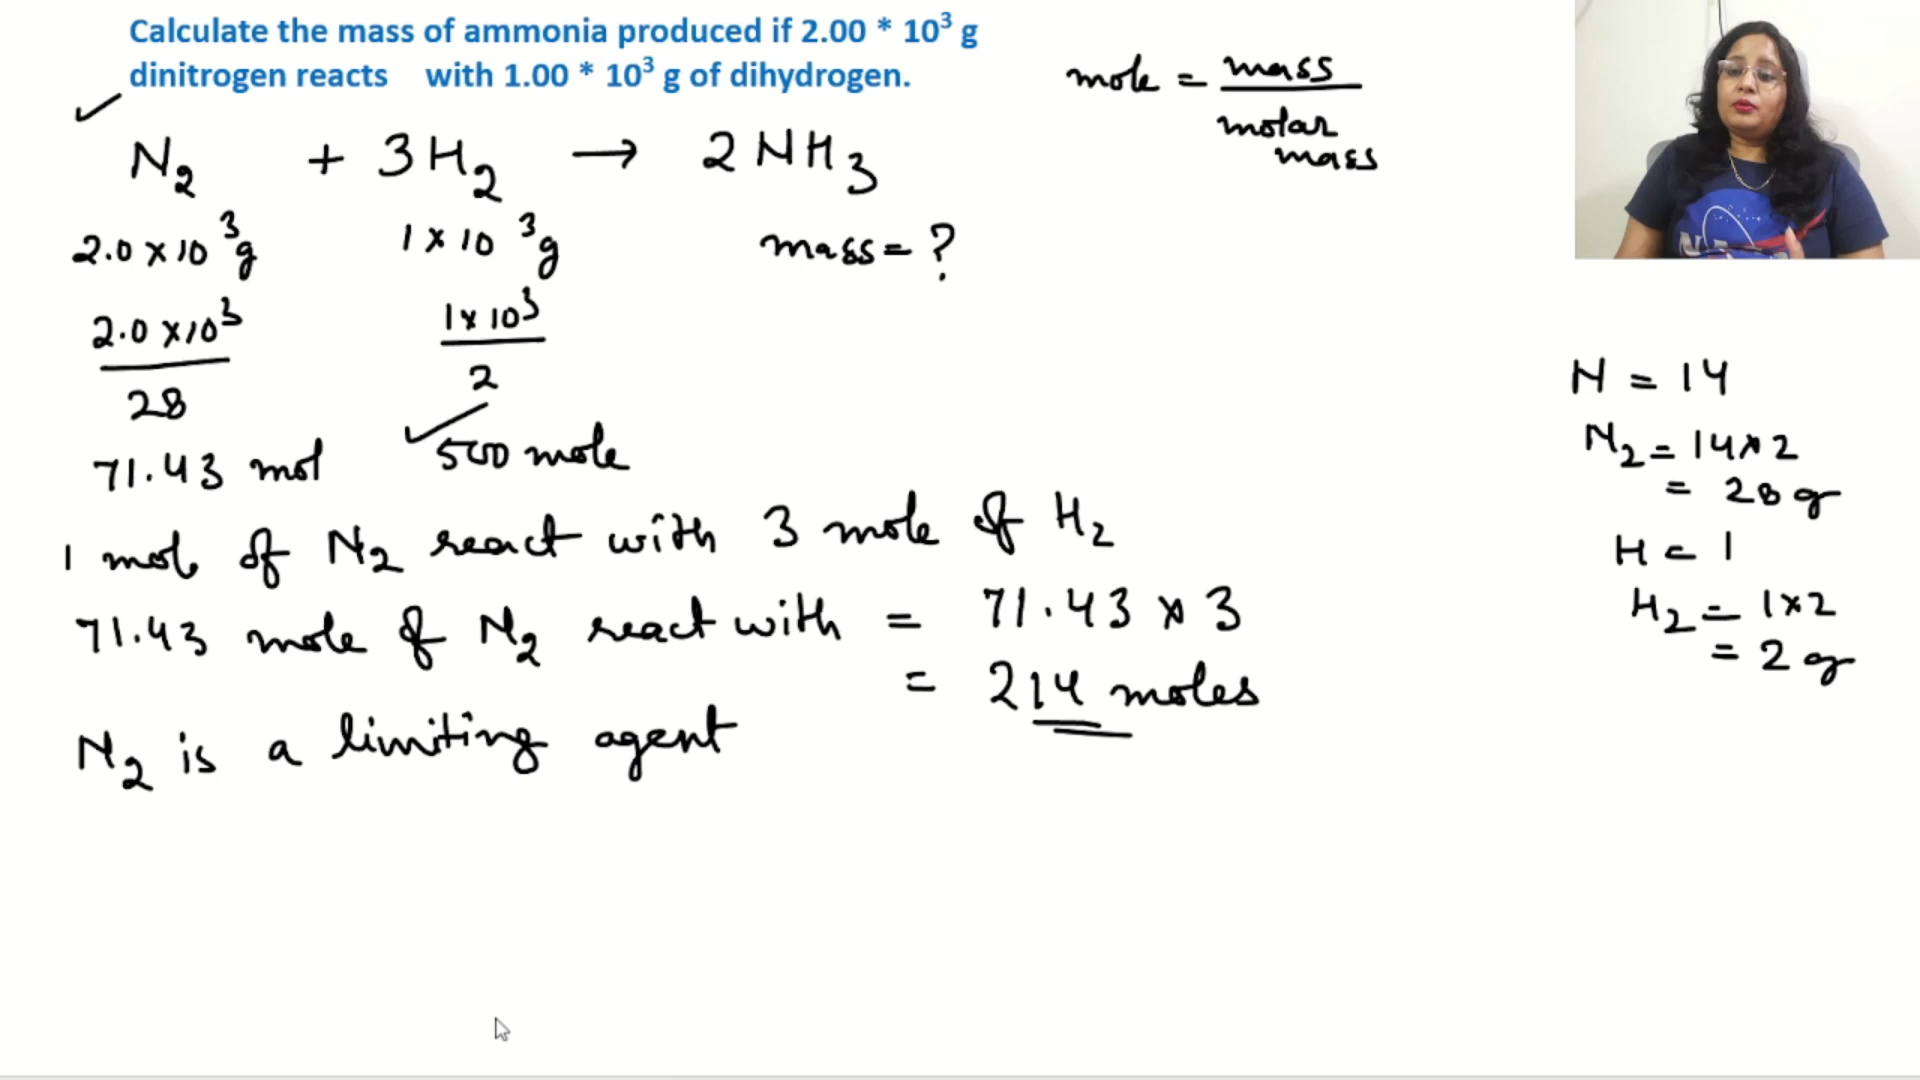 Calculate the mass of ammonia produced if 2.00 * 10³ g
dinitrogen reacts with 1.00 * 10³ g of dihydrogen.
mole = mass / molar mass
N₂ + 3H₂ → 2NH₃
2.0 × 10³ g 1 × 10³ g mass = ?
2.0 × 10³ / 28 1 × 10³ / 2
71.43 mol 500 mole
1 mole of N₂ react with 3 mole of H₂
71.43 mole of N₂ react with = 71.43 × 3
= 214 moles
N₂ is a limiting agent
N = 14
N₂ = 14 × 2
= 28 g
H = 1
H₂ = 1 × 2
= 2 g